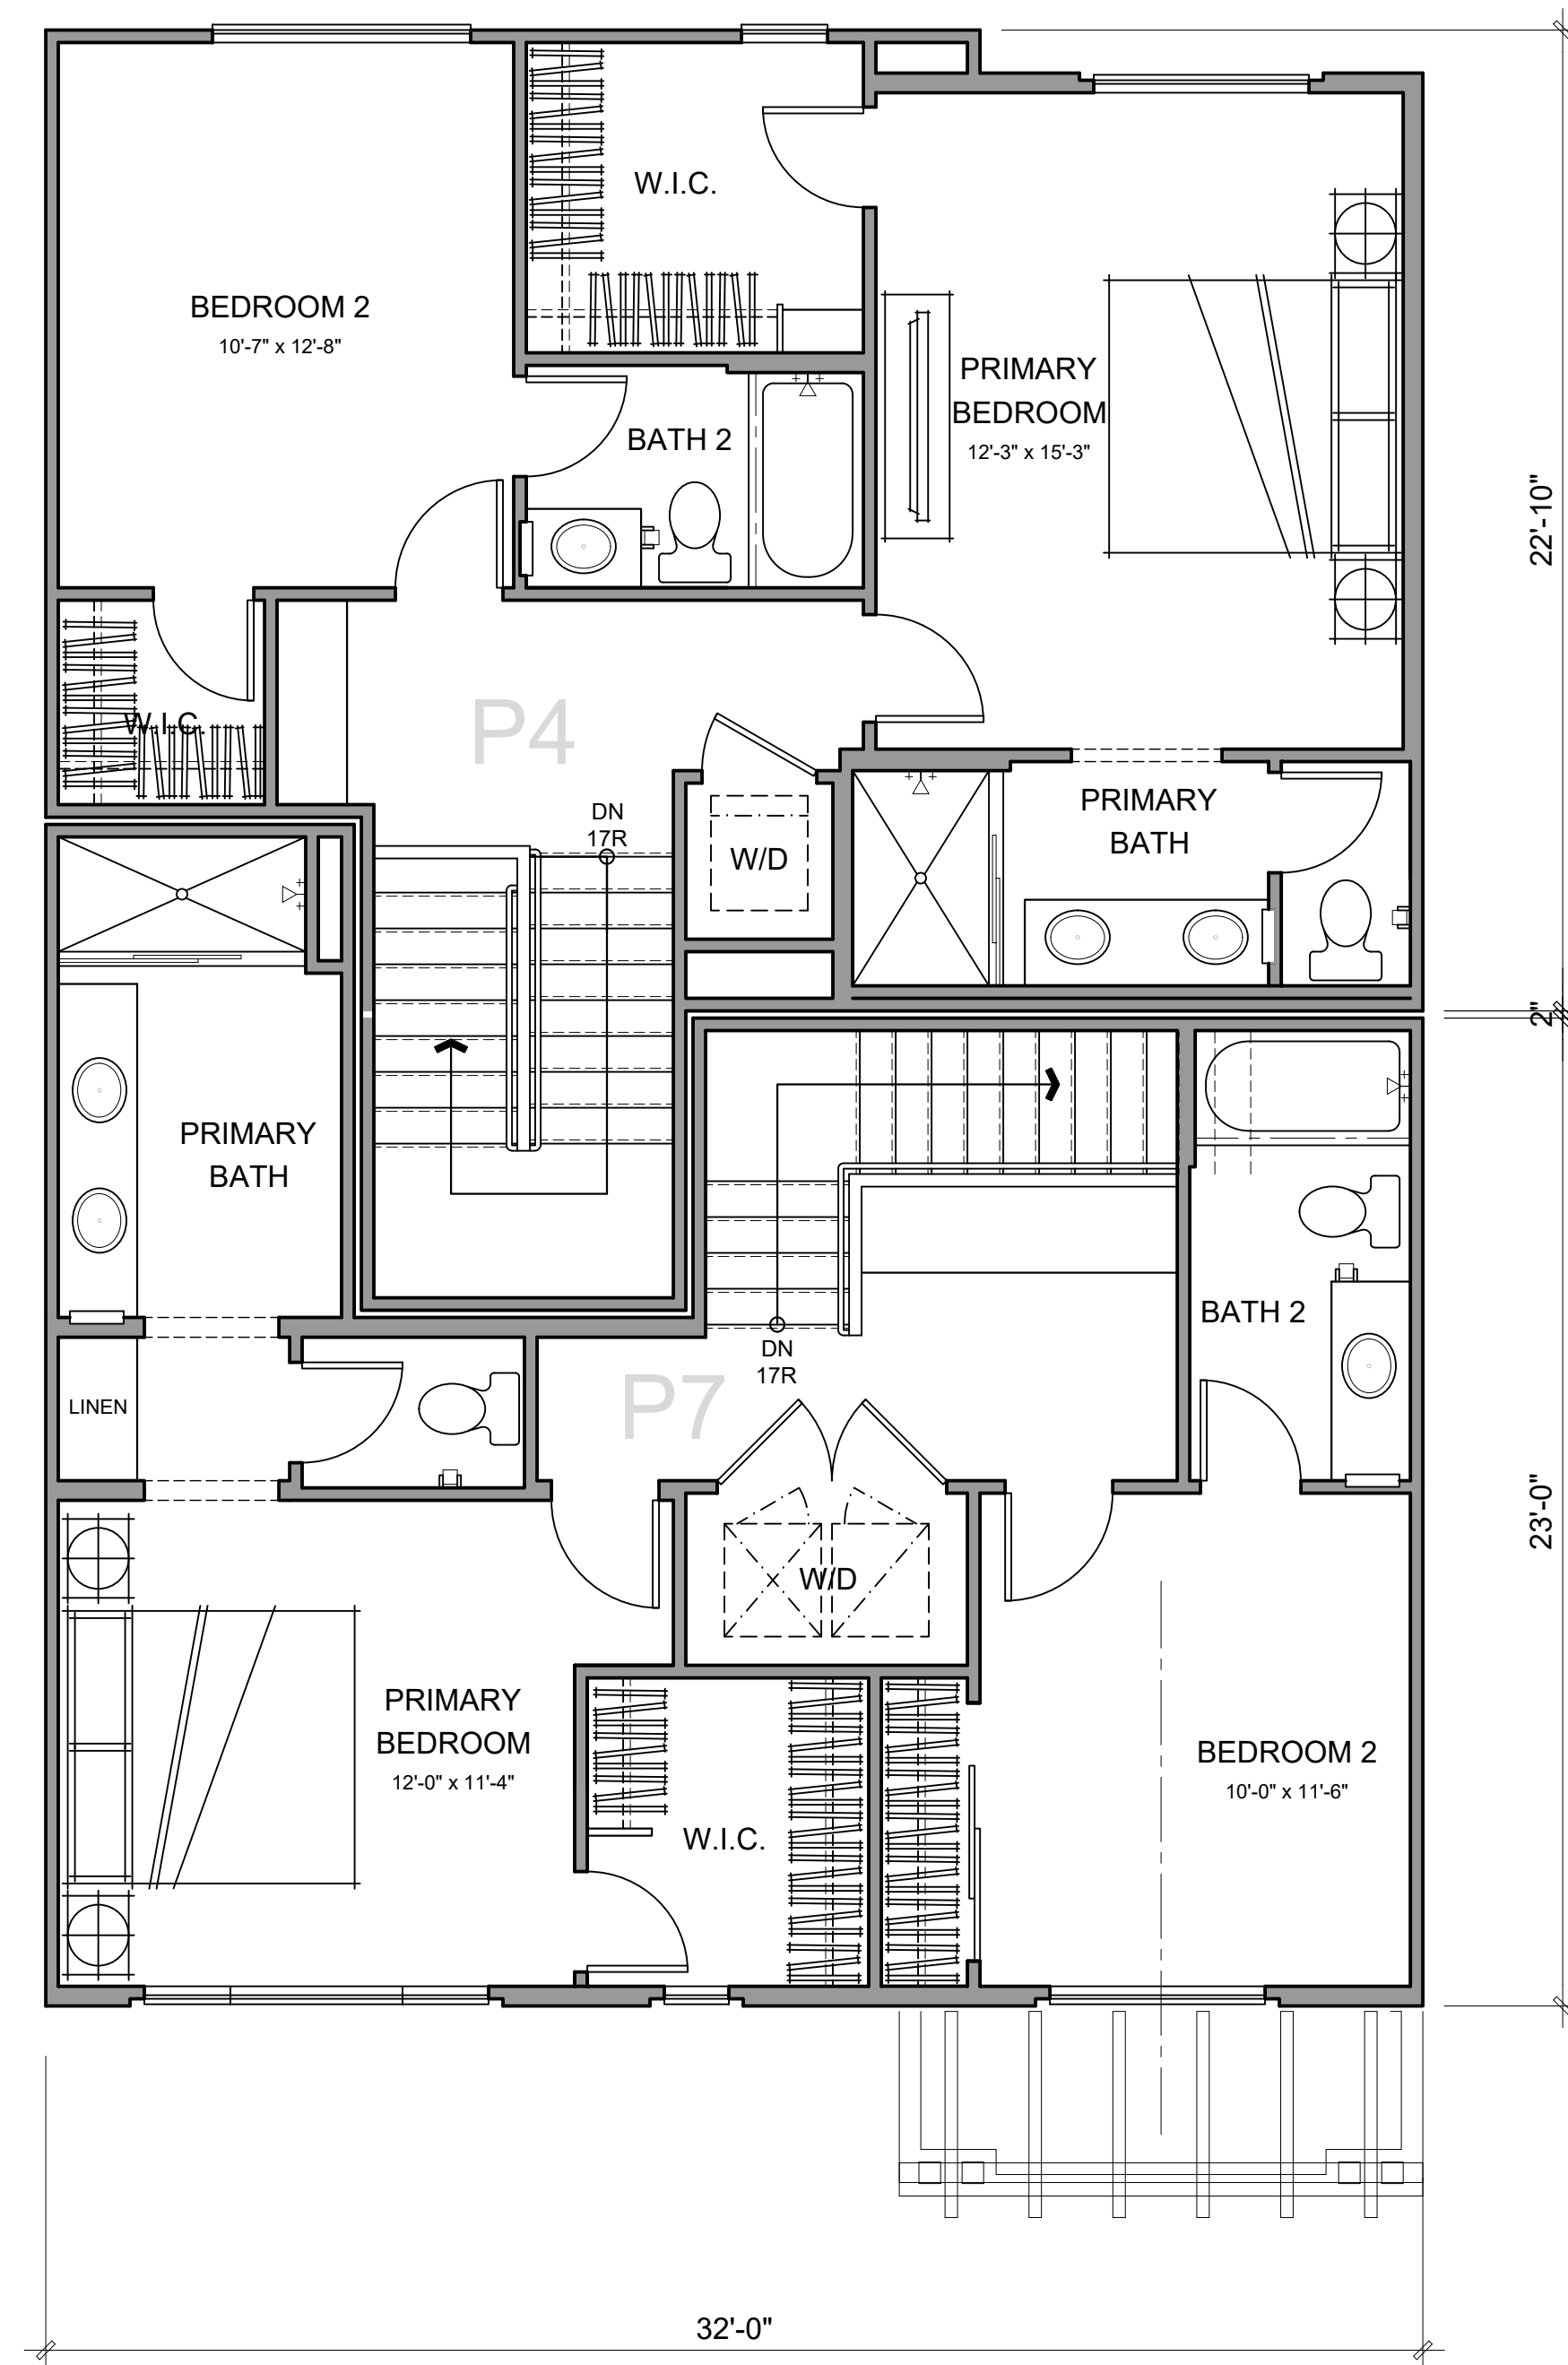 W.I.C.
BEDROOM 2
10'-7" x 12'-8"
PRIMARY
BEDROOM
12'-3" x 15'-3"
BATH 2
22'-10"
W.I.C.
P4
DN
17R
W/D
PRIMARY
BATH
2"
PRIMARY
BATH
BATH 2
DN
17R
P7
LINEN
23'-0"
W/D
PRIMARY
BEDROOM
12'-0" x 11'-4"
BEDROOM 2
10'-0" x 11'-6"
W.I.C.
32'-0"